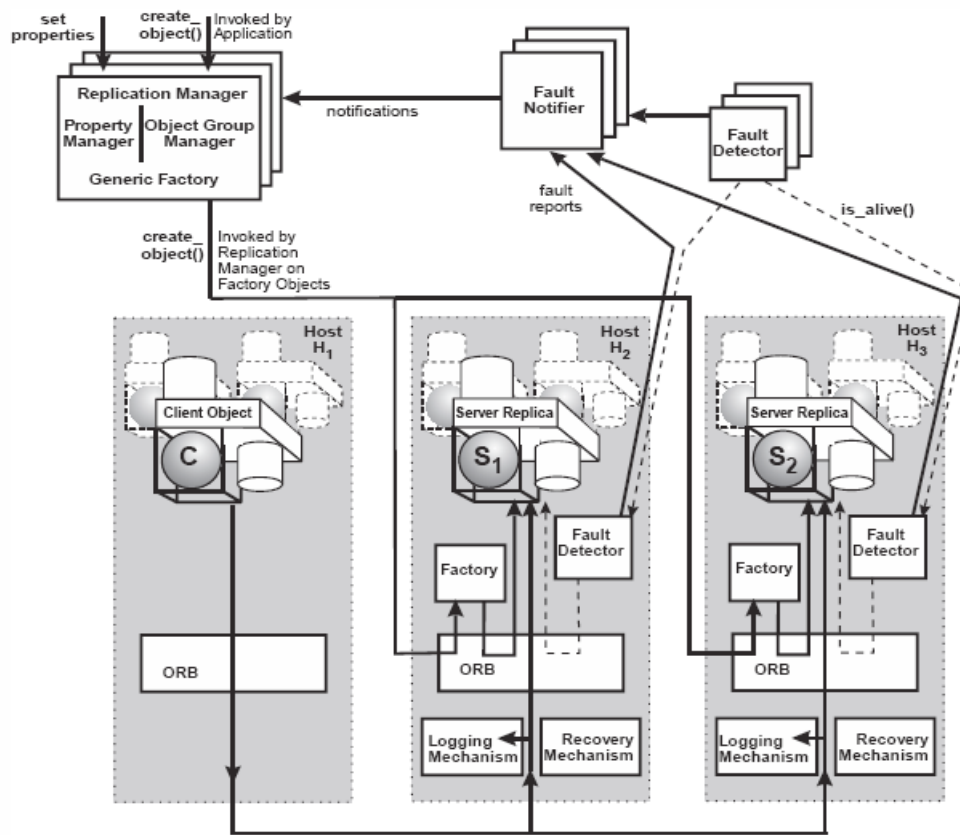 set
properties
create_
object()
Invoked by
Application
Replication Manager
Property
Manager
Object Group
Manager
Generic Factory
notifications
Fault
Notifier
Fault
Detector
fault
reports
is_alive()
create_
object()
Invoked by
Replication
Manager on
Factory Objects
Host
H1
Client Object
C
ORB
Host
H2
Server Replica
S1
Fault
Detector
Factory
ORB
Logging
Mechanism
Recovery
Mechanism
Host
H3
Server Replica
S2
Fault
Detector
Factory
ORB
Logging
Mechanism
Recovery
Mechanism